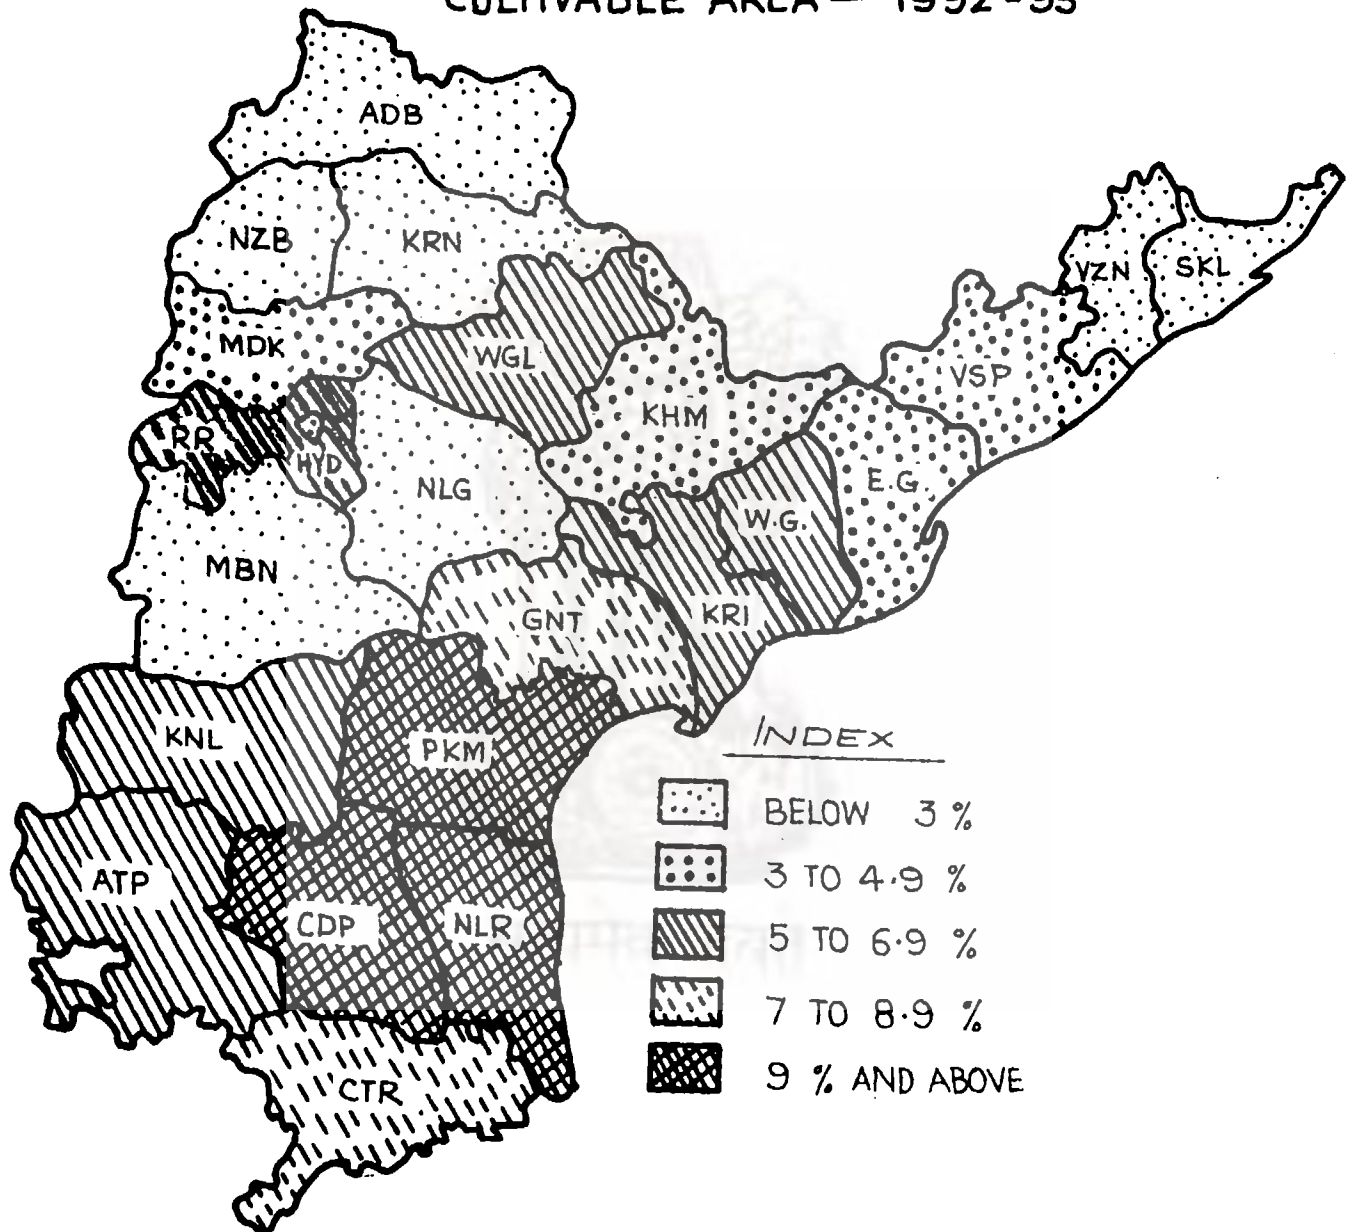 CULTIVABLE AREA — 1992-93
ADB
NZB
KRN
VZN
SKL
MDK
WGL
VSP
KHM
RR
HYD
NLG
E.G.
W.G.
MBN
GNT
KRI
KNL
PKM
INDEX
BELOW 3 %
3 TO 4.9 %
ATP
CDP
NLR
5 TO 6.9 %
7 TO 8.9 %
9 % AND ABOVE
CTR